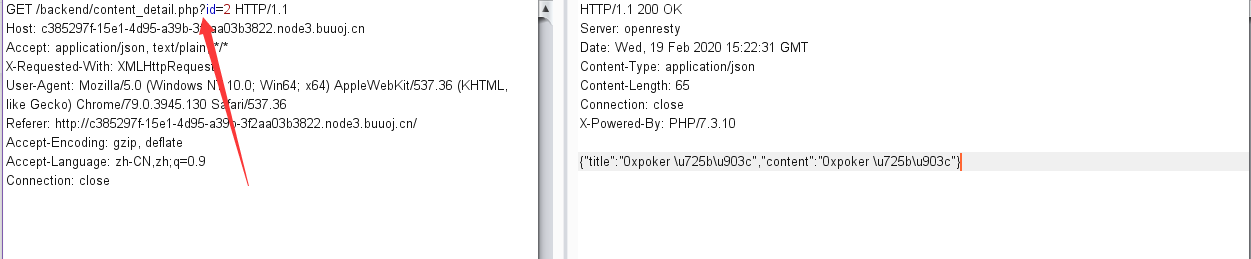 GET /backend/content_detail.php?id=2 HTTP/1.1
Host: c385297f-15e1-4d95-a39b-3f2aa03b3822.node3.buuoj.cn
Accept: application/json, text/plain, */*
X-Requested-With: XMLHttpRequest
User-Agent: Mozilla/5.0 (Windows NT 10.0; Win64; x64) AppleWebKit/537.36 (KHTML,
like Gecko) Chrome/79.0.3945.130 Safari/537.36
Referer: http://c385297f-15e1-4d95-a39b-3f2aa03b3822.node3.buuoj.cn/
Accept-Encoding: gzip, deflate
Accept-Language: zh-CN,zh;q=0.9
Connection: close
HTTP/1.1 200 OK
Server: openresty
Date: Wed, 19 Feb 2020 15:22:31 GMT
Content-Type: application/json
Content-Length: 65
Connection: close
X-Powered-By: PHP/7.3.10
{"title":"0xpoker \u725b\u903c","content":"0xpoker \u725b\u903c"}